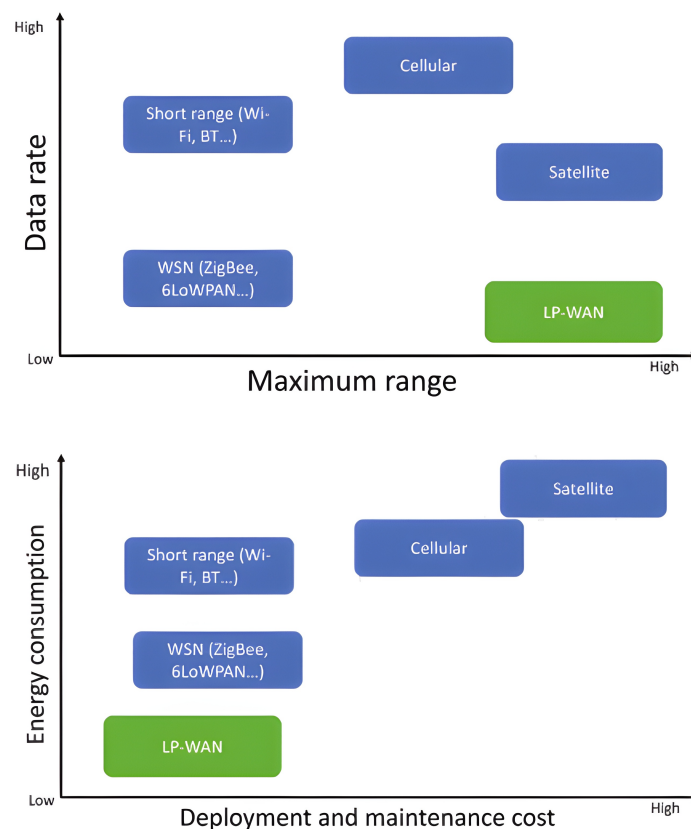 High
Cellular
Short range (Wi-
Fi, BT...)
Data rate
Satellite
WSN (ZigBee,
6LoWPAN...)
LP-WAN
Low
Maximum range
High
High
Satellite
Energy consumption
Short range (Wi-
Fi, BT...)
Cellular
WSN (ZigBee,
6LoWPAN...)
LP-WAN
Low
High
Deployment and maintenance cost